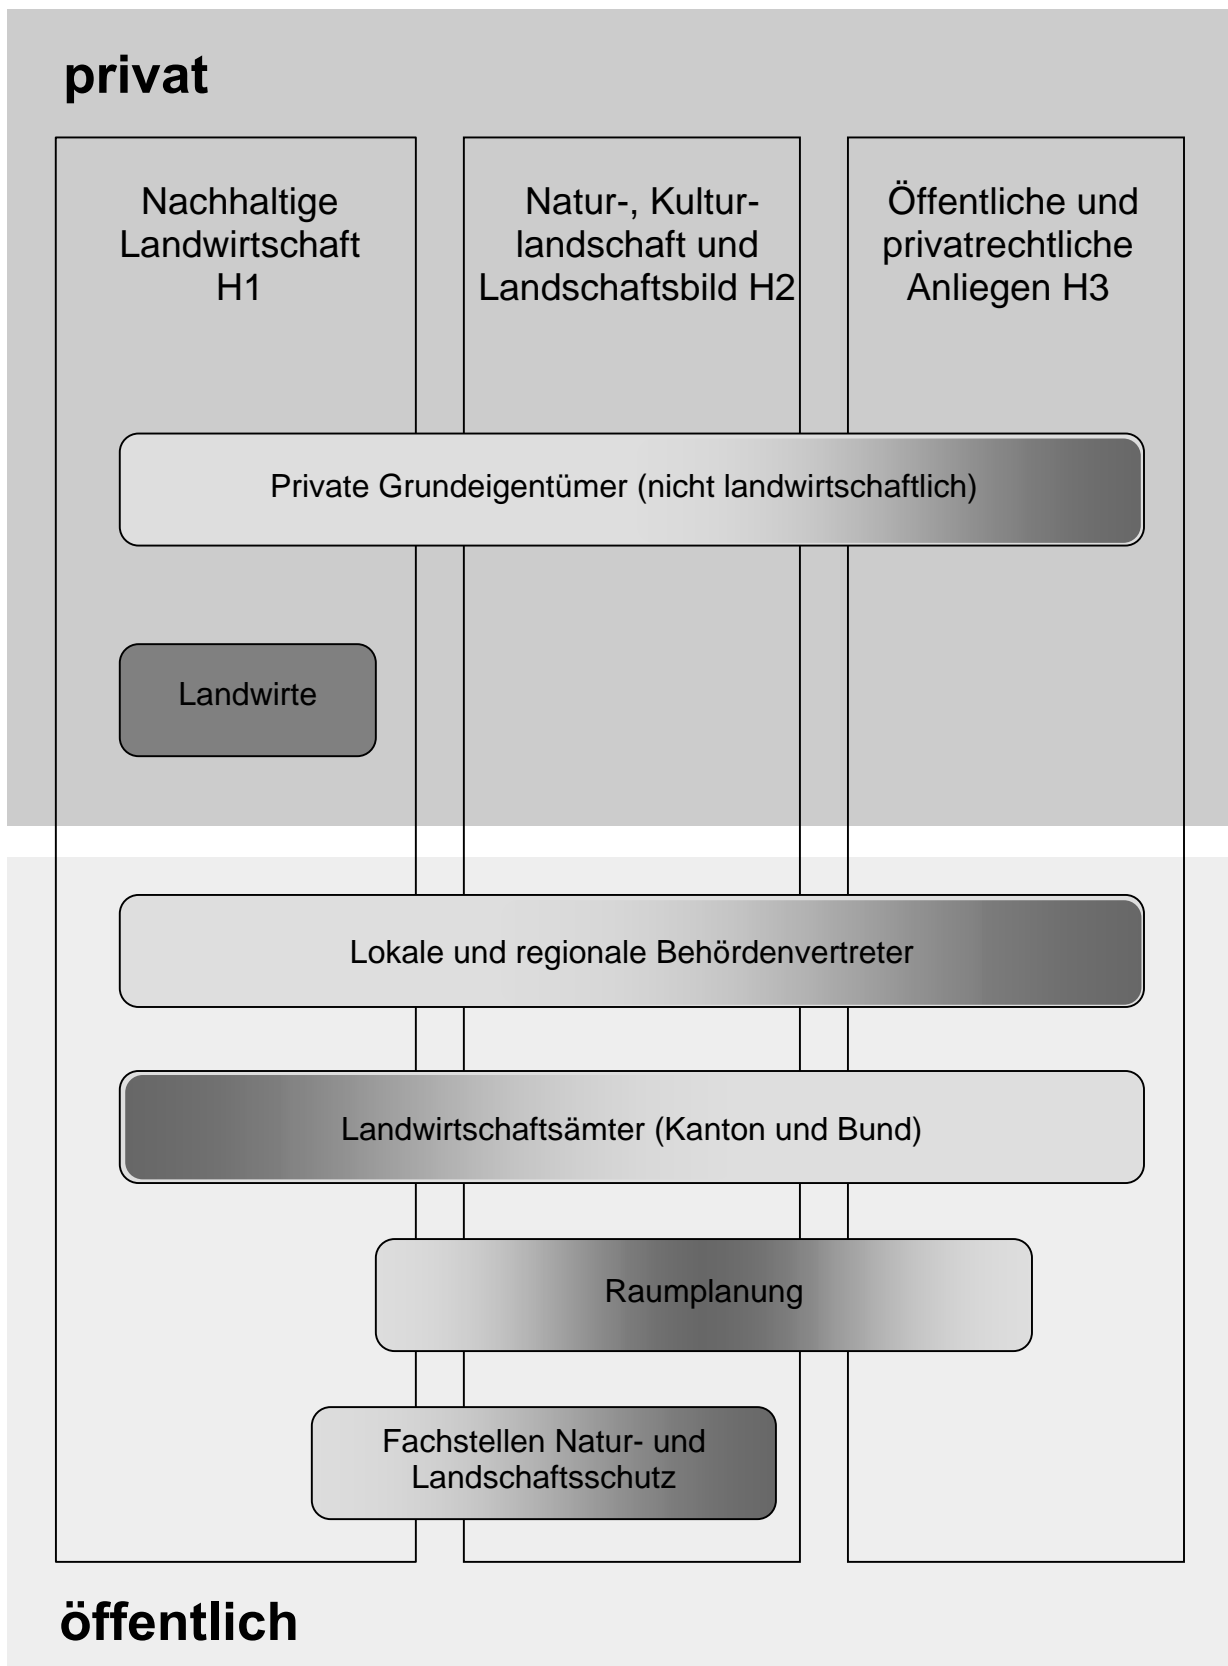 privat
Nachhaltige
Landwirtschaft
H1
Natur-, Kultur-
landschaft und
Landschaftsbild H2
Öffentliche und
privatrechtliche
Anliegen H3
Private Grundeigentümer (nicht landwirtschaftlich)
Landwirte
Lokale und regionale Behördenvertreter
Landwirtschaftsämter (Kanton und Bund)
Raumplanung
Fachstellen Natur- und
Landschaftsschutz
öffentlich